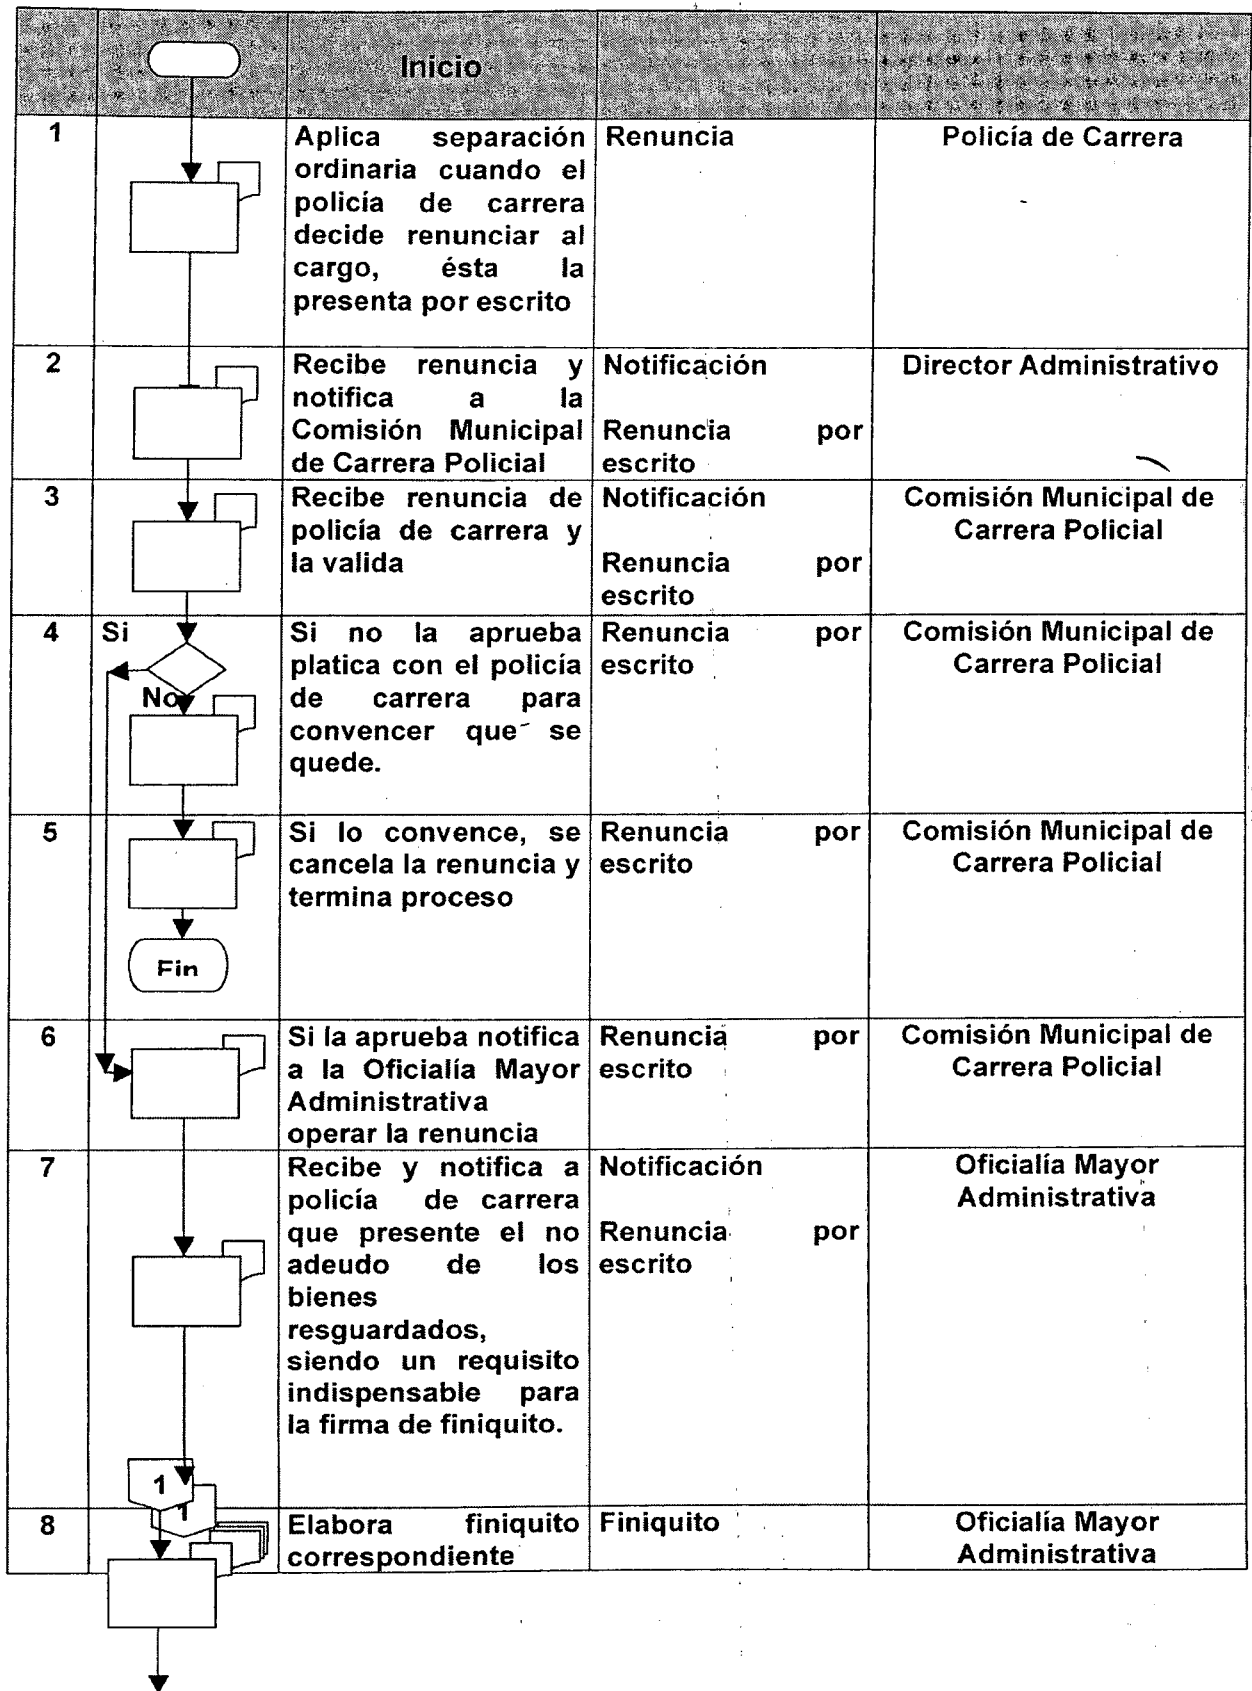 Inicio
1
Aplica separación
ordinaria cuando el
policía de carrera
decide renunciar al
cargo, ésta la
presenta por escrito
Renuncia
Policía de Carrera
2
Recibe renuncia y
notifica a la
Comisión Municipal
de Carrera Policial
Notificación
Renuncia por
escrito
Director Administrativo
3
Recibe renuncia de
policía de carrera y
la valida
Notificación
Renuncia por
escrito
Comisión Municipal de
Carrera Policial
4
Si
No
Si no la aprueba
platica con el policía
de carrera para
convencer que se
quede.
Renuncia por
escrito
Comisión Municipal de
Carrera Policial
5
Fin
Si lo convence, se
cancela la renuncia y
termina proceso
Renuncia por
escrito
Comisión Municipal de
Carrera Policial
6
Si la aprueba notifica
a la Oficialía Mayor
Administrativa
operar la renuncia
Renuncia por
escrito
Comisión Municipal de
Carrera Policial
7
Recibe y notifica a
policía de carrera
que presente el no
adeudo de los
bienes
resguardados,
siendo un requisito
indispensable para
la firma de finiquito.
Notificación
Renuncia por
escrito
Oficialía Mayor
Administrativa
1
1
8
Elabora finiquito
correspondiente
Finiquito
Oficialía Mayor
Administrativa